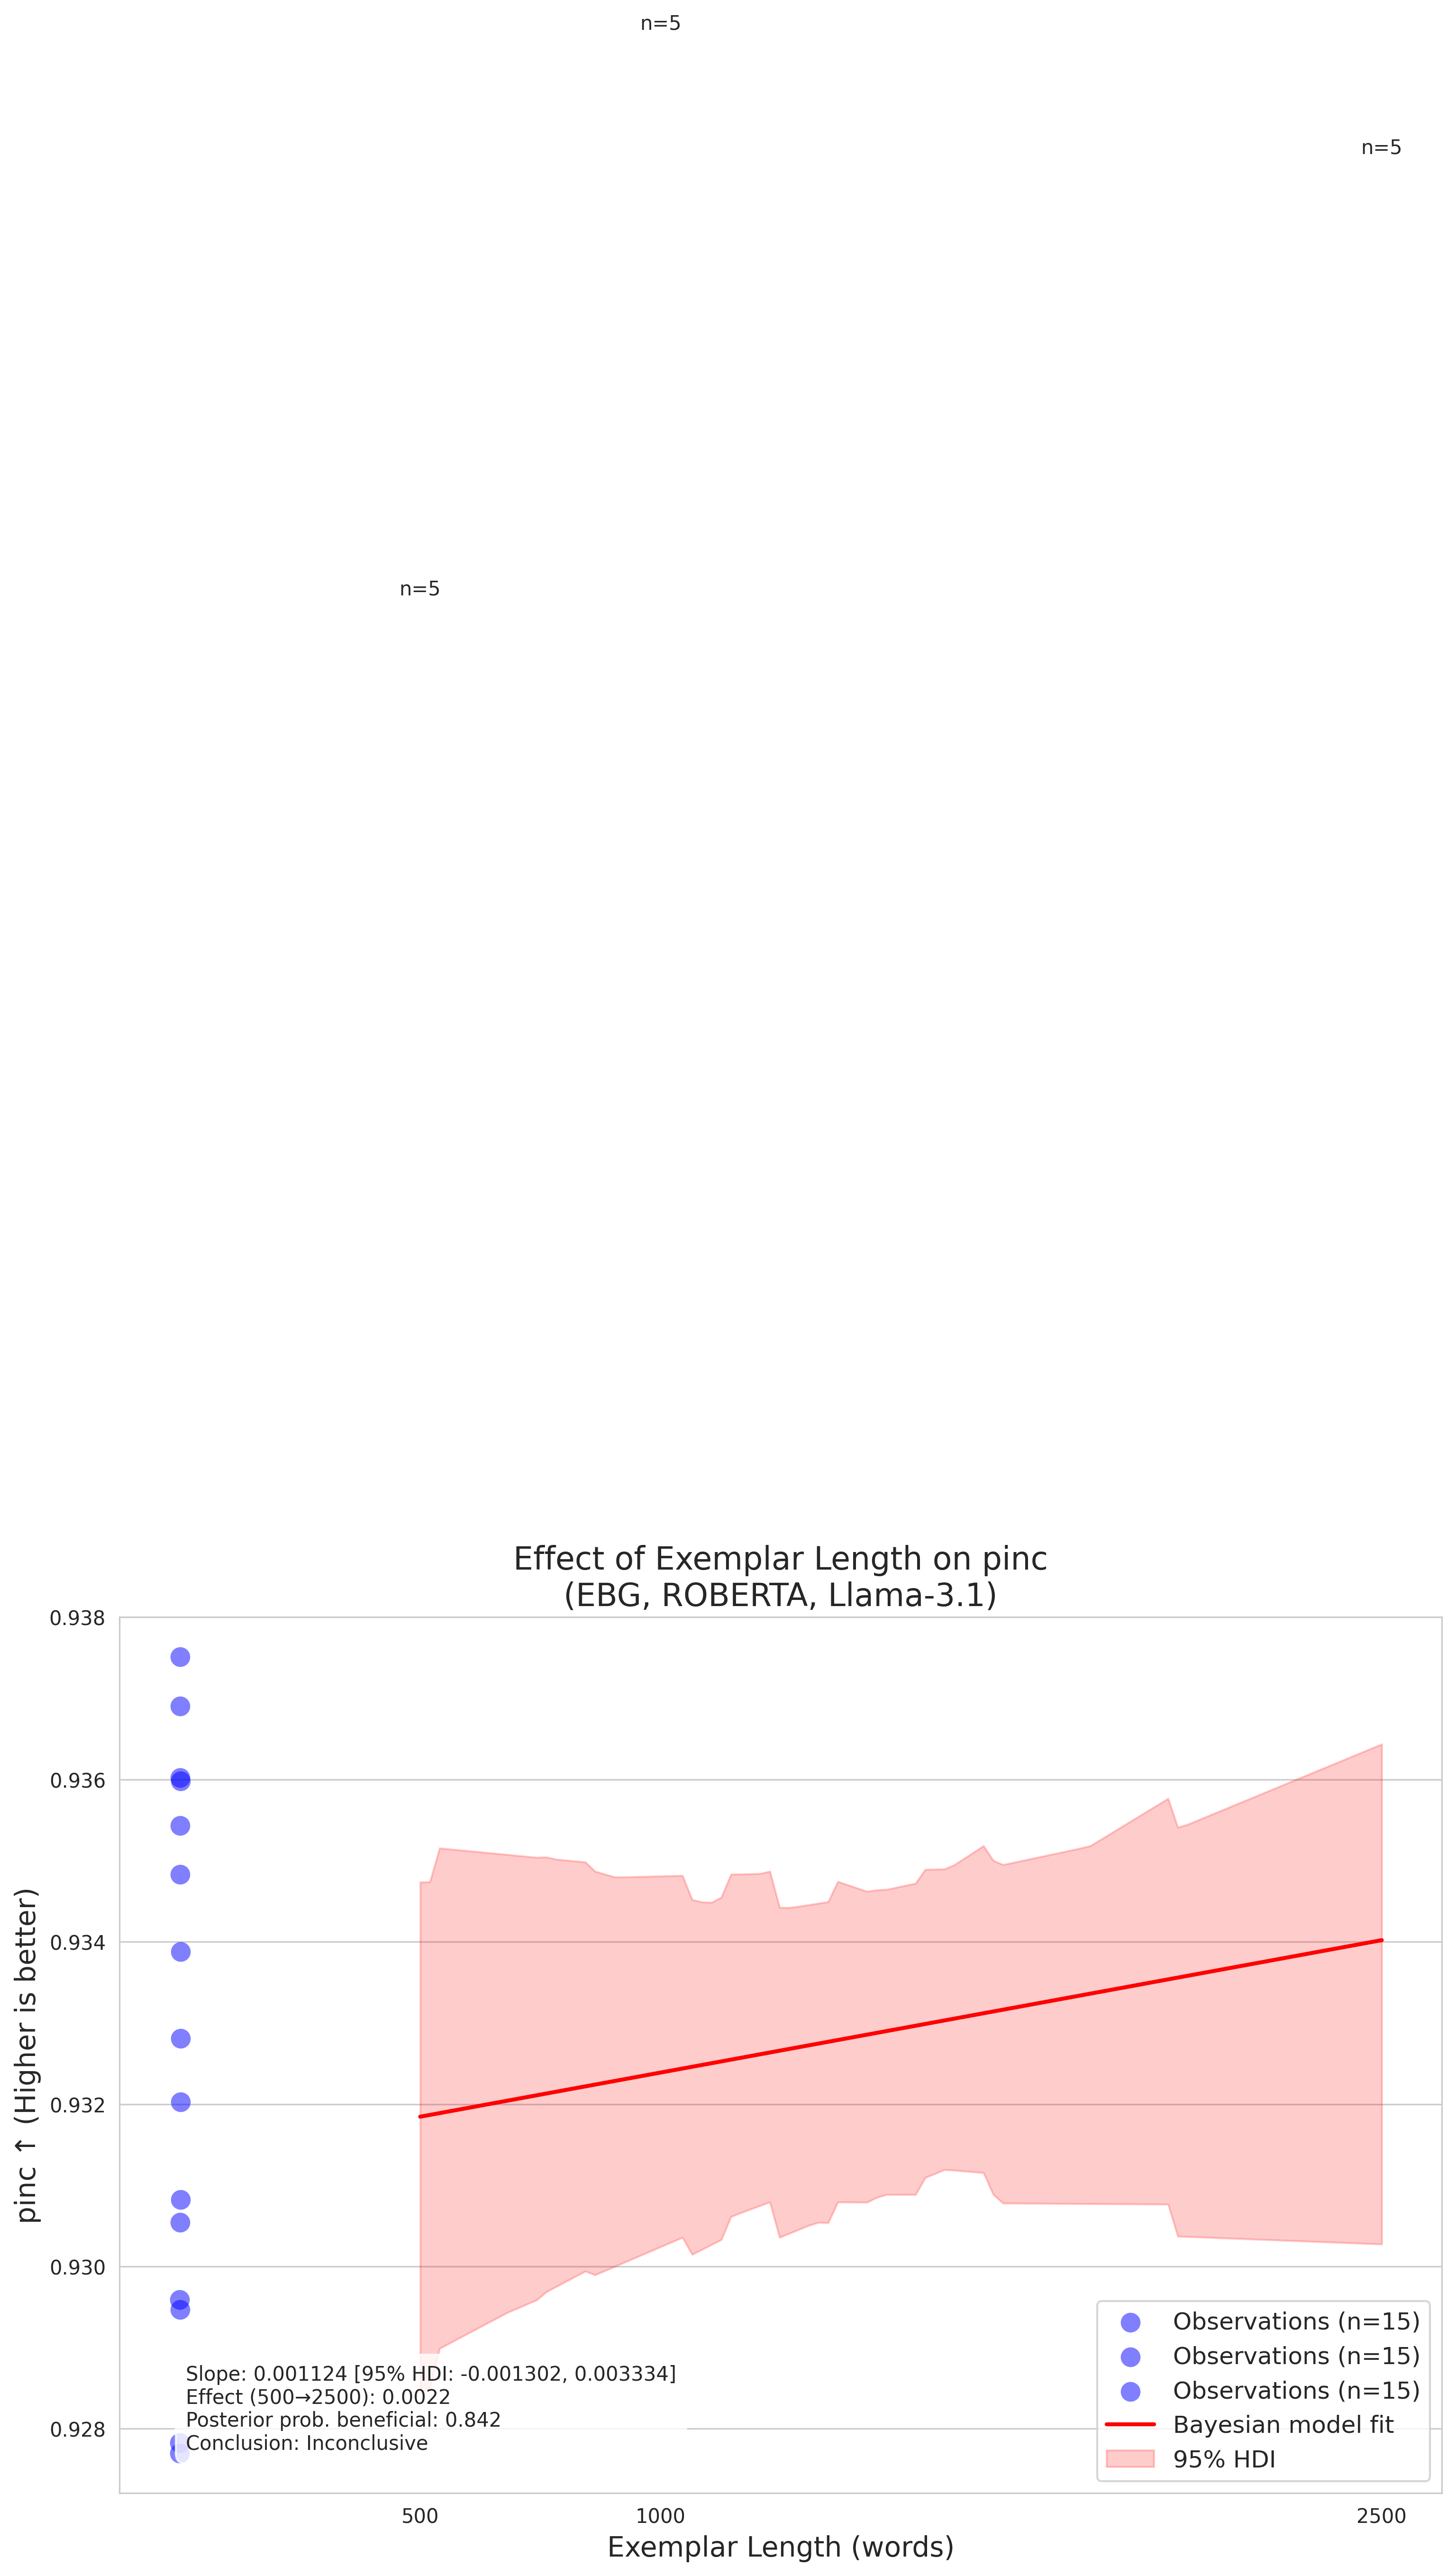 n=5
n=5
n=5
Effect of Exemplar Length on pinc
(EBG, ROBERTA, Llama-3.1)
pinc ↑ (Higher is better)
0.938
0.936
0.934
0.932
0.930
0.928
Slope: 0.001124 [95% HDI: -0.001302, 0.003334]
Effect (500→2500): 0.0022
Posterior prob. beneficial: 0.842
Conclusion: Inconclusive
Observations (n=15)
Observations (n=15)
Observations (n=15)
Bayesian model fit
95% HDI
500
1000
2500
Exemplar Length (words)